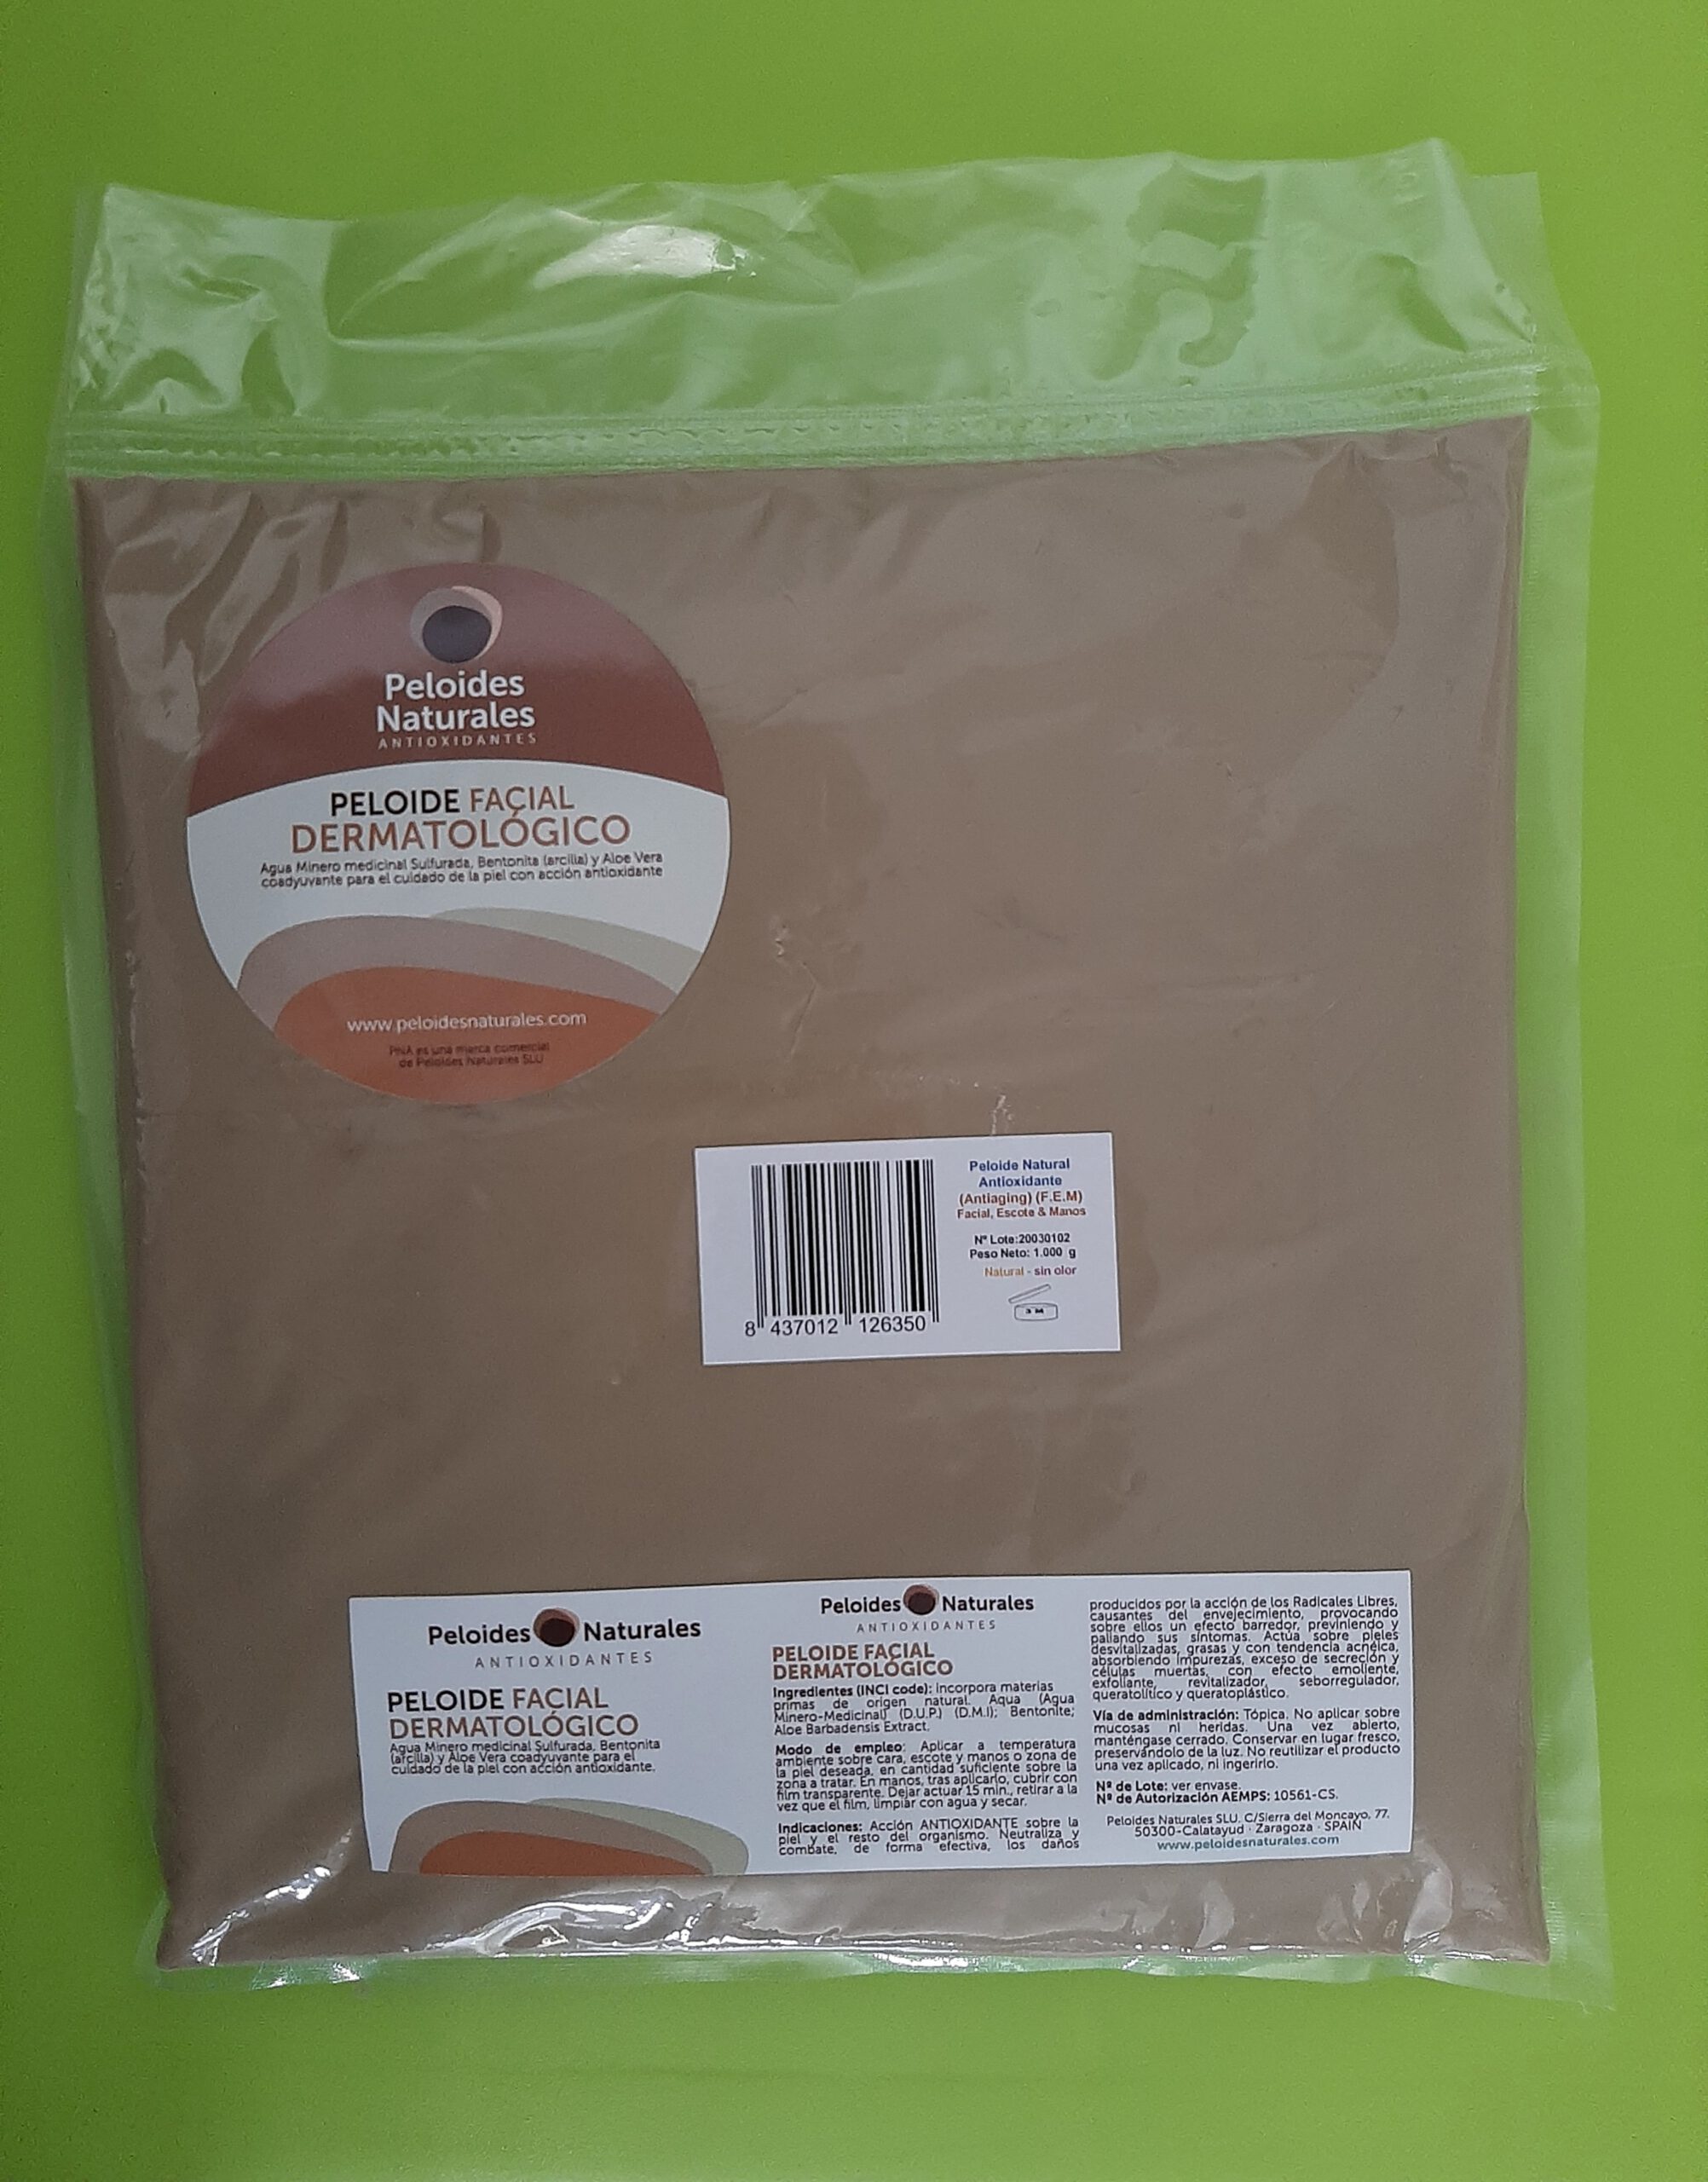 Peloides
Naturales
ANTIOXIDANTES
PELOIDE FACIAL
DERMATOLÓGICO
Agua Minero medicinal Sulfurada, Bentonita (arcilla) y Aloe Vera
coadyuvante para el cuidado de la piel con acción antioxidante
www.peloidesnaturales.com
PNA es una marca comercial
de Peloides Naturales SLU
Peloide Natural
Antioxidante
(Antiaging) (F.E.M)
Facial, Escote & Manos
Nº Lote:20030102
Peso Neto: 1.000 g
Natural - sin olor
3 M
8 437012 126350
Peloides Naturales
ANTIOXIDANTES
PELOIDE FACIAL
DERMATOLÓGICO
Agua Minero medicinal Sulfurada, Bentonita
(arcilla) y Aloe Vera coadyuvante para el
cuidado de la piel con acción antioxidante.
Peloides Naturales
ANTIOXIDANTES
PELOIDE FACIAL
DERMATOLÓGICO
Ingredientes (INCI code): Incorpora materias
primas de origen natural. Aqua (Agua
Minero-Medicinal) (D.U.P.) (D.M.I); Bentonite;
Aloe Barbadensis Extract.
Modo de empleo: Aplicar a temperatura
ambiente sobre cara, escote y manos o zona de
la piel deseada, en cantidad suficiente sobre la
zona a tratar. En manos, tras aplicarlo, cubrir con
film transparente. Dejar actuar 15 min., retirar a la
vez que el film, limpiar con agua y secar.
Indicaciones: Acción ANTIOXIDANTE sobre la
piel y el resto del organismo. Neutraliza y
combate, de forma efectiva, los daños
producidos por la acción de los Radicales Libres,
causantes del envejecimiento, provocando
sobre ellos un efecto barredor, previniendo y
paliando sus síntomas. Actúa sobre pieles
desvitalizadas, grasas y con tendencia acnéica,
absorbiendo impurezas, exceso de secreción y
células muertas, con efecto emoliente,
exfoliante, revitalizador, seborregulador,
queratolítico y queratoplástico.
Vía de administración: Tópica. No aplicar sobre
mucosas ni heridas. Una vez abierto,
manténgase cerrado. Conservar en lugar fresco,
preservándolo de la luz. No reutilizar el producto
una vez aplicado, ni ingerirlo.
Nº de Lote: ver envase.
Nº de Autorización AEMPS: 10561-CS.
Peloides Naturales SLU. C/Sierra del Moncayo, 77.
50300-Calatayud · Zaragoza · SPAIN
www.peloidesnaturales.com